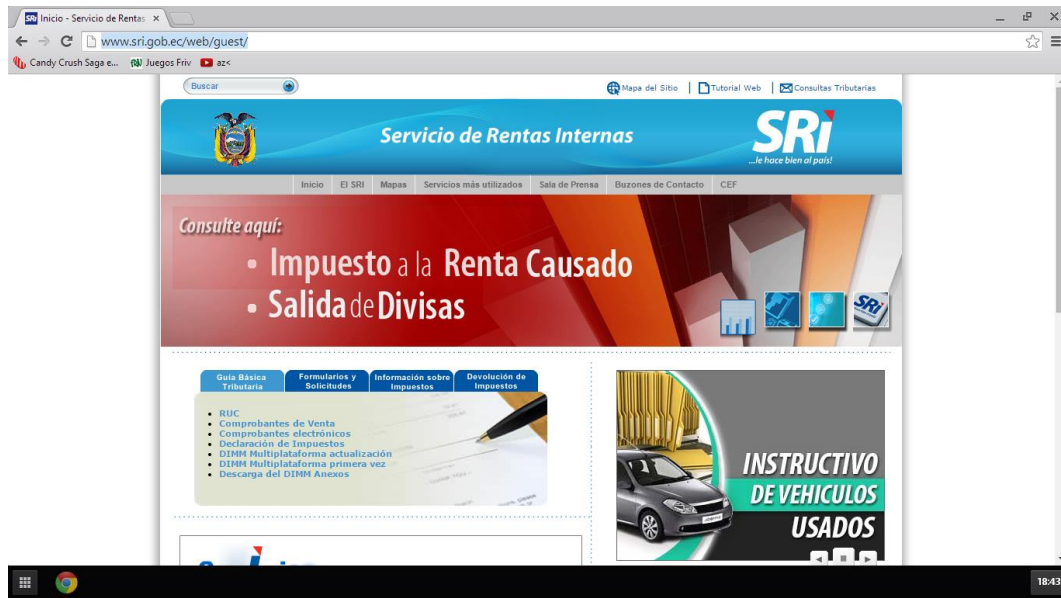 SRi Inicio - Servicio de Rentas
www.sri.gob.ec/web/guest/
Candy Crush Saga e... Juegos Friv az<
Buscar
Mapa del Sitio | Tutorial Web | Consultas Tributarias
Servicio de Rentas Internas
SRi
...le hace bien al país!
Inicio El SRI Mapas Servicios más utilizados Sala de Prensa Buzones de Contacto CEF
Consulte aquí:
• Impuesto a la Renta Causado
• Salida de Divisas
SRi
Guía Básica Tributaria
Formularios y Solicitudes
Información sobre Impuestos
Devolución de Impuestos
• RUC
• Comprobantes de Venta
• Comprobantes electrónicos
• Declaración de Impuestos
• DIMM Multiplataforma actualización
• DIMM Multiplataforma primera vez
• Descarga del DIMM Anexos
INSTRUCTIVO
DE VEHICULOS
USADOS
18:43